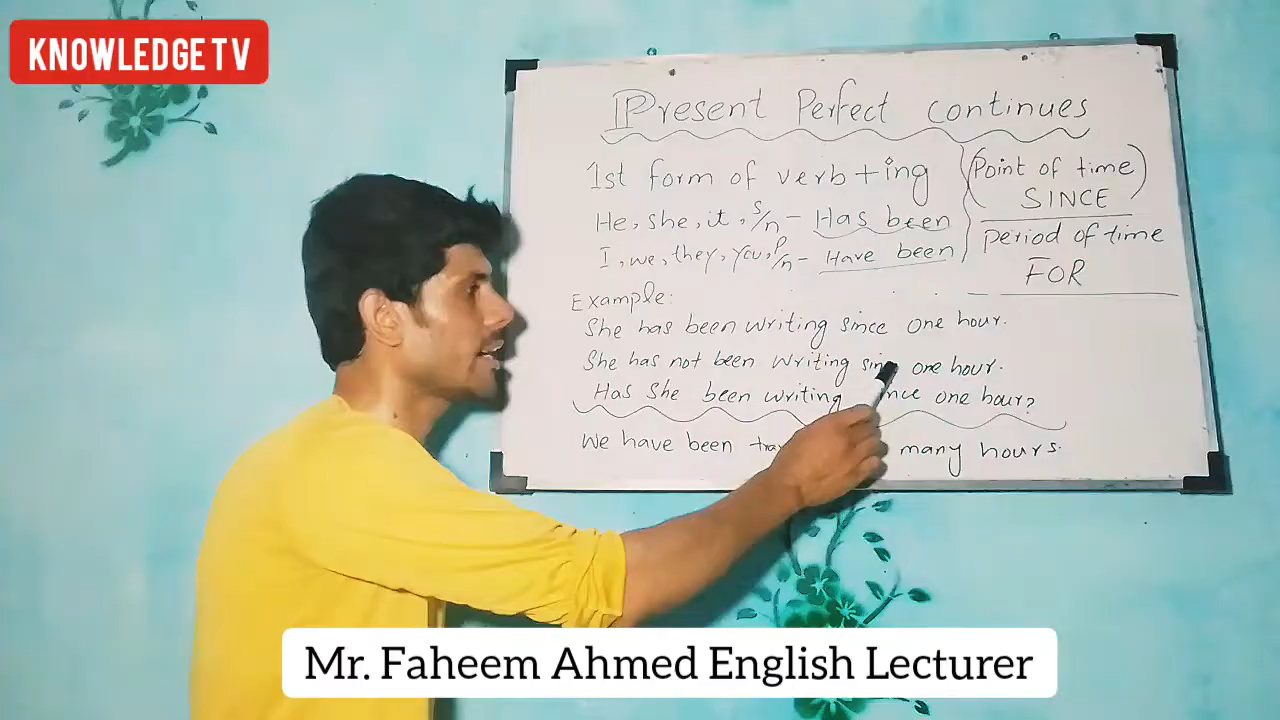 KNOWLEDGE TV
Present Perfect continues
1st form of verb + ing
He, she, it, S/n - Has been
I, we, they, you, P/n - Have been
(Point of time)
SINCE
Period of time
FOR
Example:
She has been writing since one hour.
She has not been writing one hour.
Has She been writing one hour?
We have been many hours.
Mr. Faheem Ahmed English Lecturer